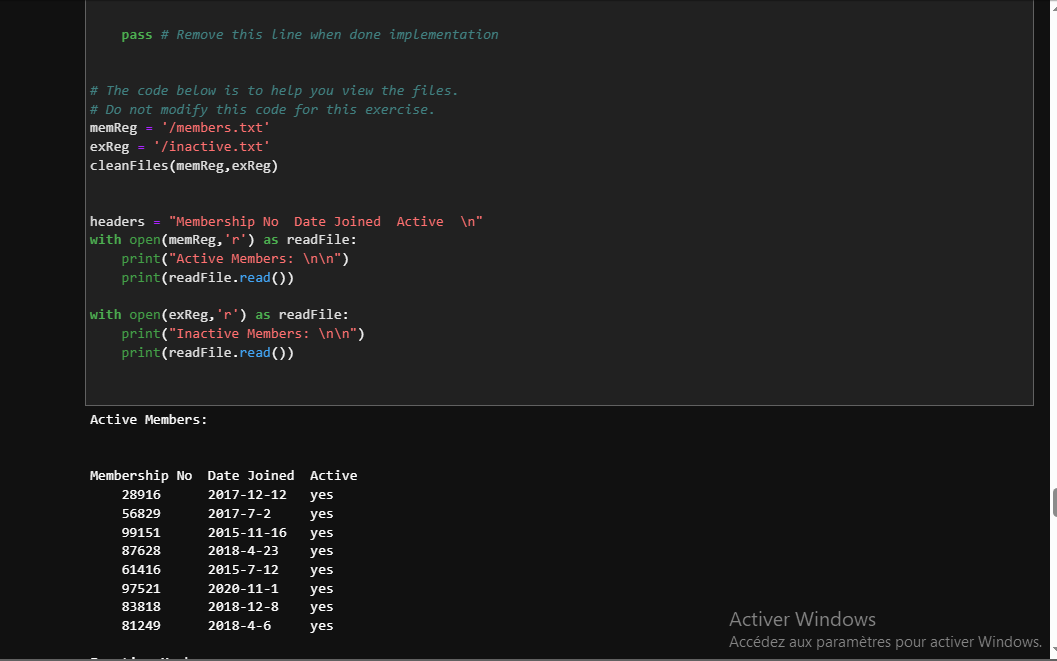 pass # Remove this line when done implementation
# The code below is to help you view the files.
# Do not modify this code for this exercise.
memReg = '/members.txt'
exReg = '/inactive.txt'
cleanFiles(memReg,exReg)
headers = "Membership No  Date Joined  Active  \n"
with open(memReg,'r') as readFile:
    print("Active Members: \n\n")
    print(readFile.read())
with open(exReg,'r') as readFile:
    print("Inactive Members: \n\n")
    print(readFile.read())
Active Members:
Membership No  Date Joined  Active
    28916      2017-12-12   yes
    56829      2017-7-2     yes
    99151      2015-11-16   yes
    87628      2018-4-23    yes
    61416      2015-7-12    yes
    97521      2020-11-1    yes
    83818      2018-12-8    yes
    81249      2018-4-6     yes
Activer Windows
Accédez aux paramètres pour activer Windows.